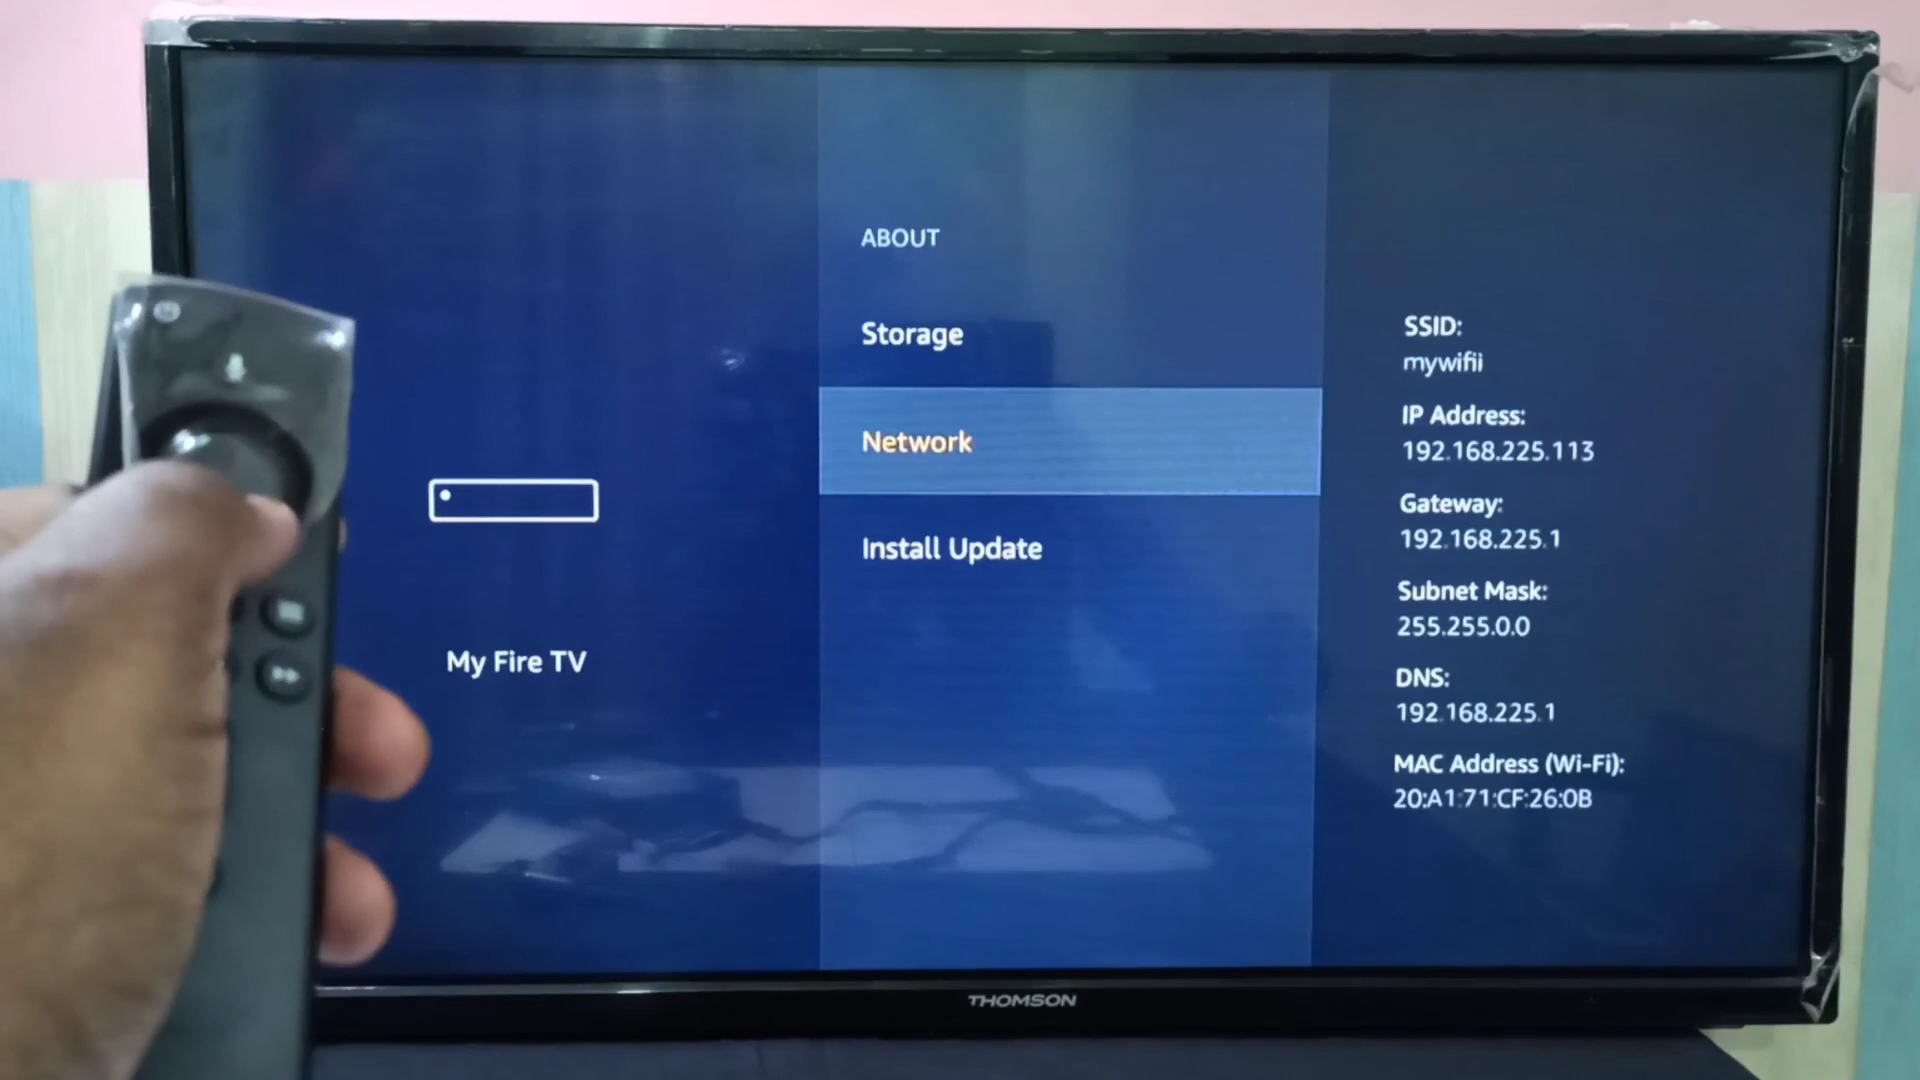 ABOUT
Storage
Network
Install Update
My Fire TV
SSID:
mywifii
IP Address:
192.168.225.113
Gateway:
192.168.225.1
Subnet Mask:
255.255.0.0
DNS:
192.168.225.1
MAC Address (Wi-Fi):
20:A1:71:CF:26:0B
THOMSON